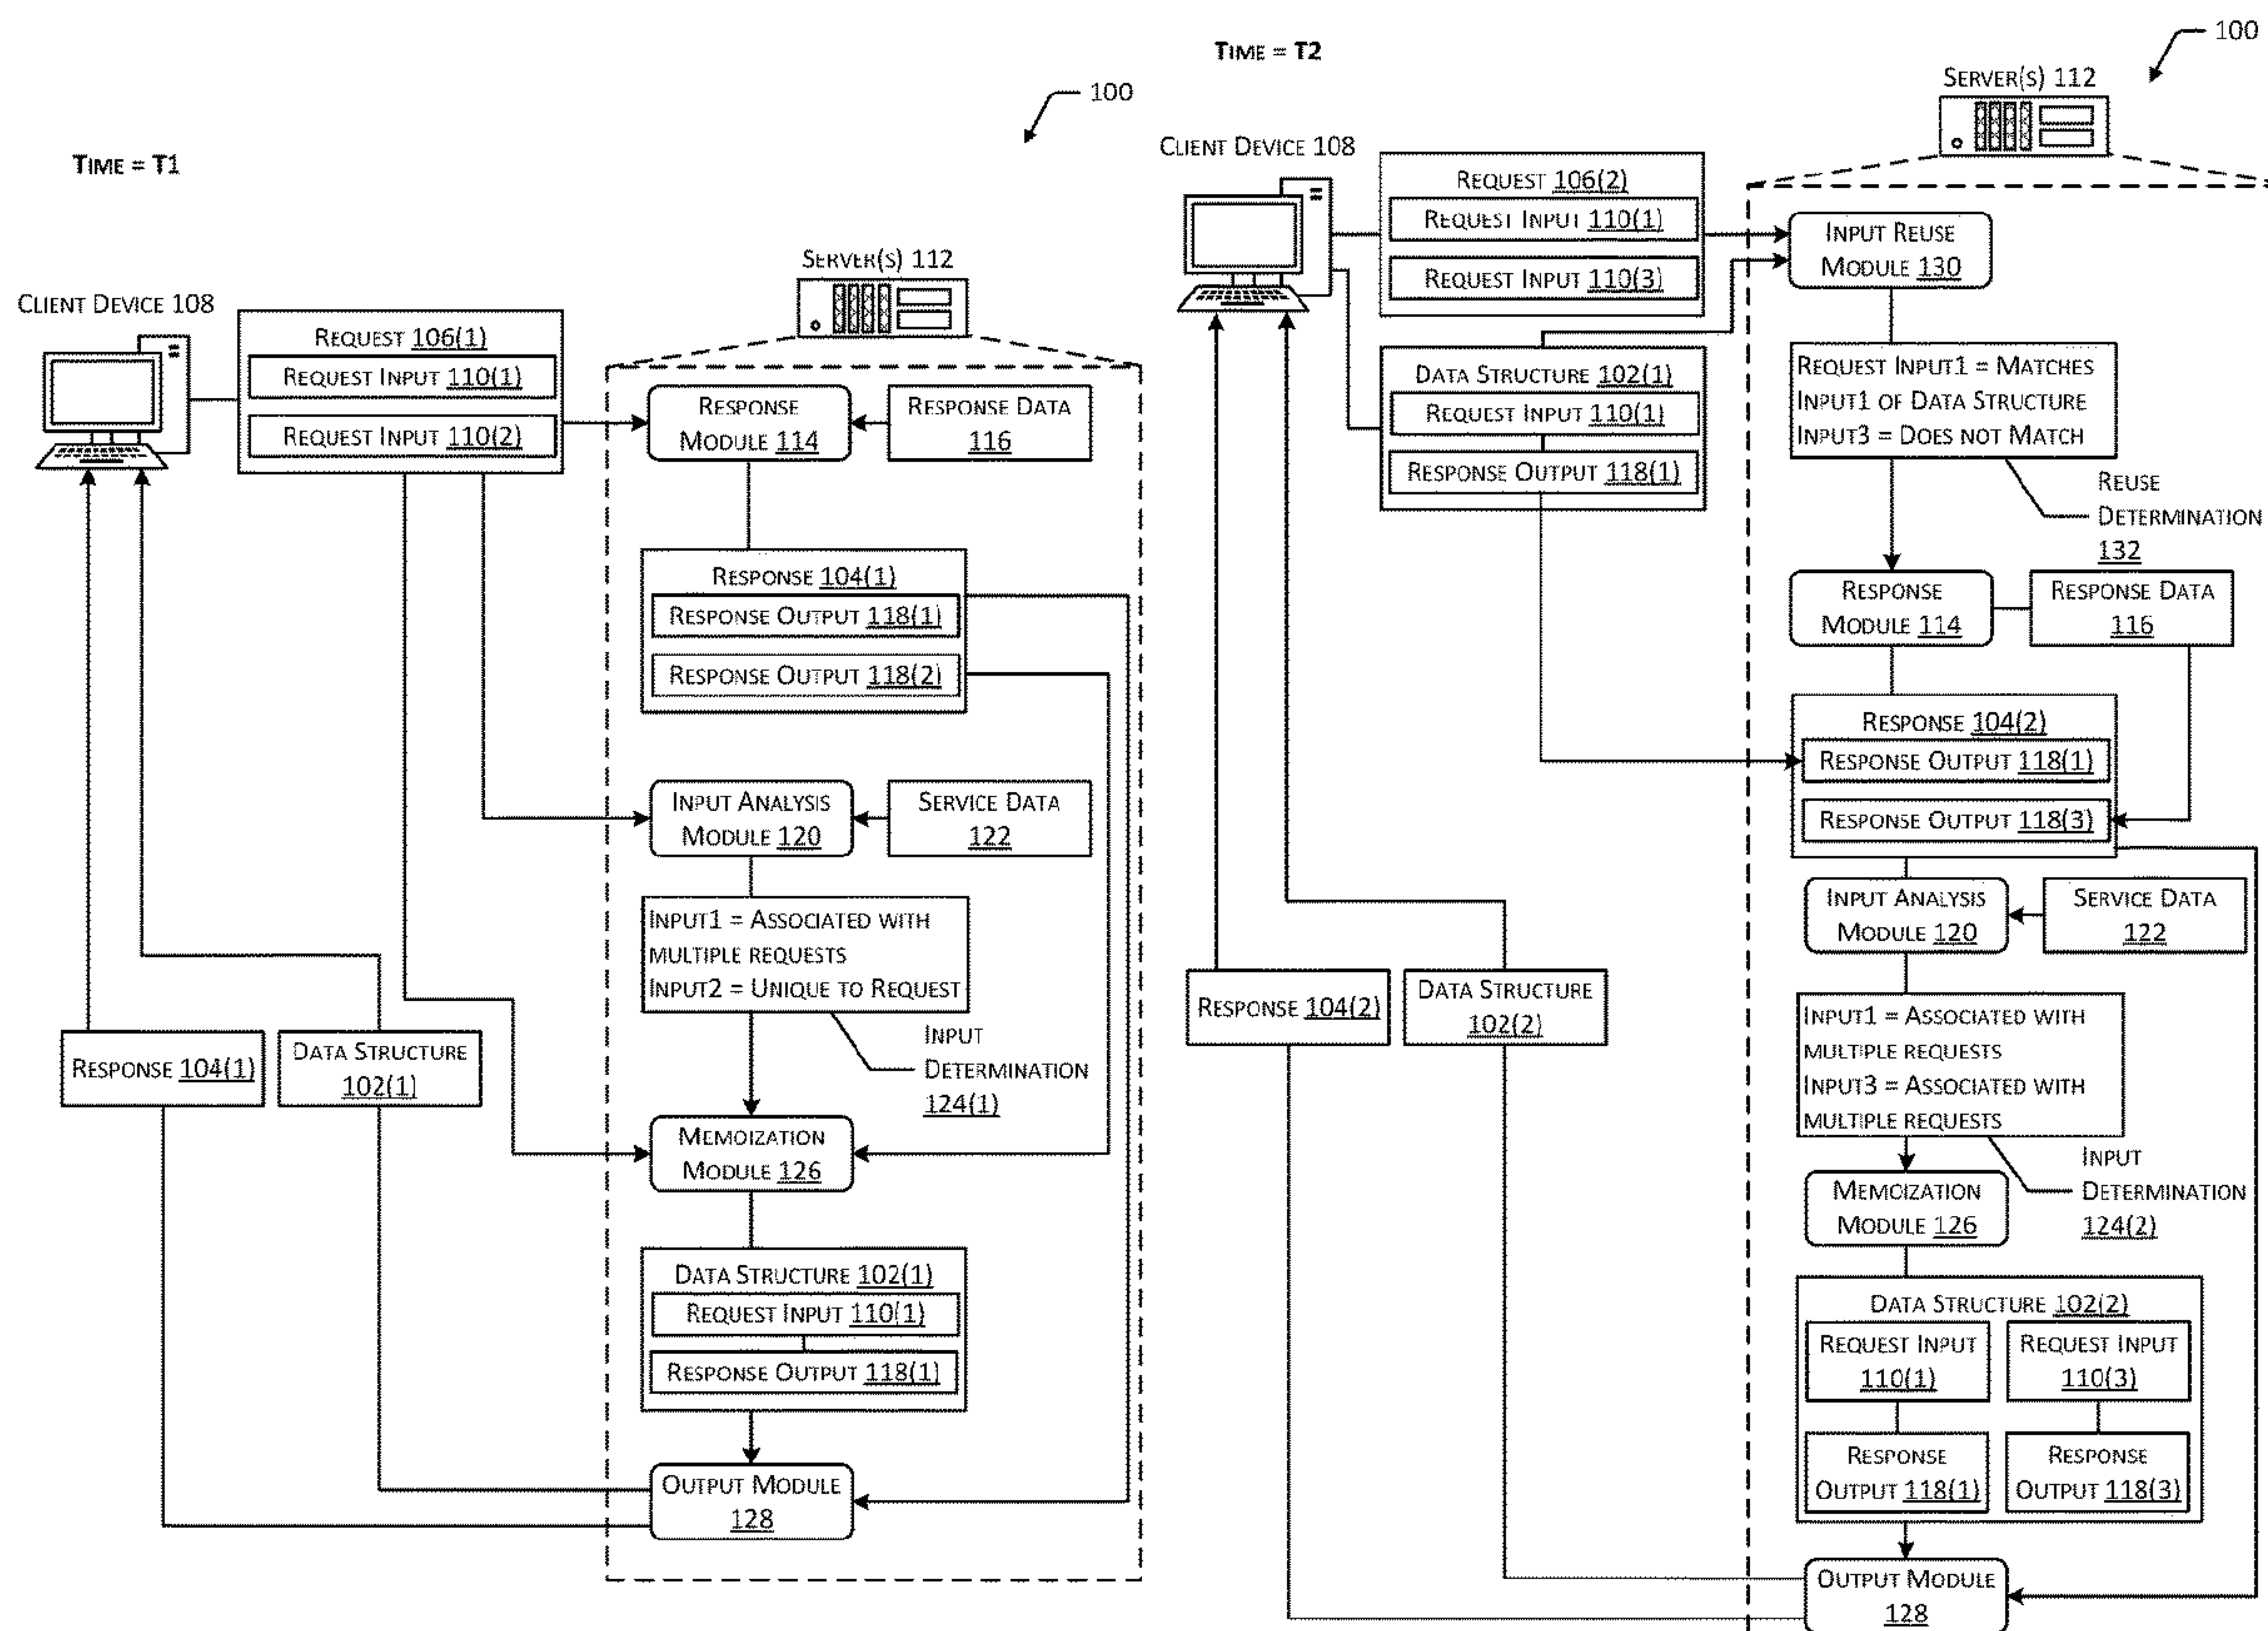 TIME = T1
100
CLIENT DEVICE 108
REQUEST 106(1)
REQUEST INPUT 110(1)
REQUEST INPUT 110(2)
SERVER(S) 112
RESPONSE
MODULE 114
RESPONSE DATA
116
RESPONSE 104(1)
RESPONSE OUTPUT 118(1)
RESPONSE OUTPUT 118(2)
INPUT ANALYSIS
MODULE 120
SERVICE DATA
122
INPUT1 = ASSOCIATED WITH
MULTIPLE REQUESTS
INPUT2 = UNIQUE TO REQUEST
INPUT
DETERMINATION
124(1)
RESPONSE 104(1)
DATA STRUCTURE
102(1)
MEMOIZATION
MODULE 126
DATA STRUCTURE 102(1)
REQUEST INPUT 110(1)
RESPONSE OUTPUT 118(1)
OUTPUT MODULE
128
TIME = T2
100
SERVER(S) 112
CLIENT DEVICE 108
REQUEST 106(2)
REQUEST INPUT 110(1)
REQUEST INPUT 110(3)
INPUT REUSE
MODULE 130
DATA STRUCTURE 102(1)
REQUEST INPUT 110(1)
RESPONSE OUTPUT 118(1)
REQUEST INPUT1 = MATCHES
INPUT1 OF DATA STRUCTURE
INPUT3 = DOES NOT MATCH
REUSE
DETERMINATION
132
RESPONSE
MODULE 114
RESPONSE DATA
116
RESPONSE 104(2)
RESPONSE OUTPUT 118(1)
RESPONSE OUTPUT 118(3)
INPUT ANALYSIS
MODULE 120
SERVICE DATA
122
RESPONSE 104(2)
DATA STRUCTURE
102(2)
INPUT1 = ASSOCIATED WITH
MULTIPLE REQUESTS
INPUT3 = ASSOCIATED WITH
MULTIPLE REQUESTS
INPUT
DETERMINATION
124(2)
MEMOIZATION
MODULE 126
DATA STRUCTURE 102(2)
REQUEST INPUT
110(1)
REQUEST INPUT
110(3)
RESPONSE
OUTPUT 118(1)
RESPONSE
OUTPUT 118(3)
OUTPUT MODULE
128